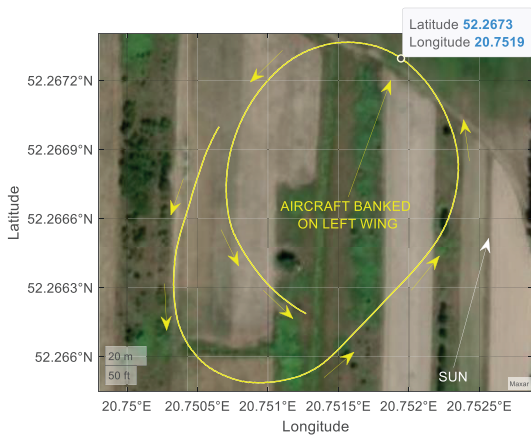 Latitude 52.2673
Longitude 20.7519
52.2672°N
52.2669°N
52.2666°N
52.2663°N
52.266°N
Latitude
AIRCRAFT BANKED
ON LEFT WING
20 m
50 ft
SUN
Maxar
20.75°E 20.7505°E 20.751°E 20.7515°E 20.752°E 20.7525°E
Longitude